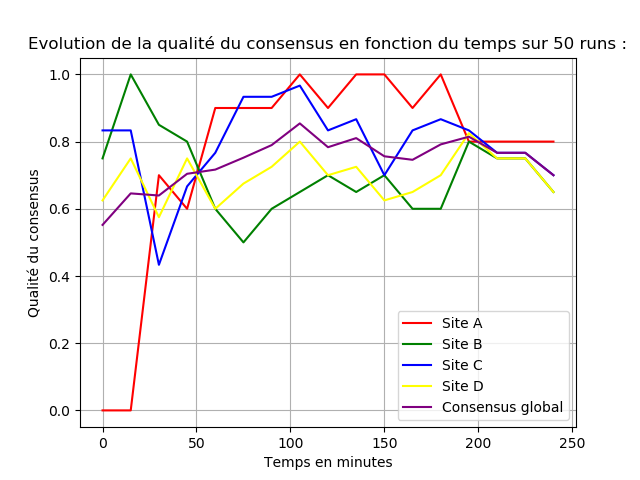 Evolution de la qualité du consensus en fonction du temps sur 50 runs :
1.0
0.8
0.6
0.4
0.2
0.0
Qualité du consensus
Site A
Site B
Site C
Site D
Consensus global
0 50 100 150 200 250
Temps en minutes